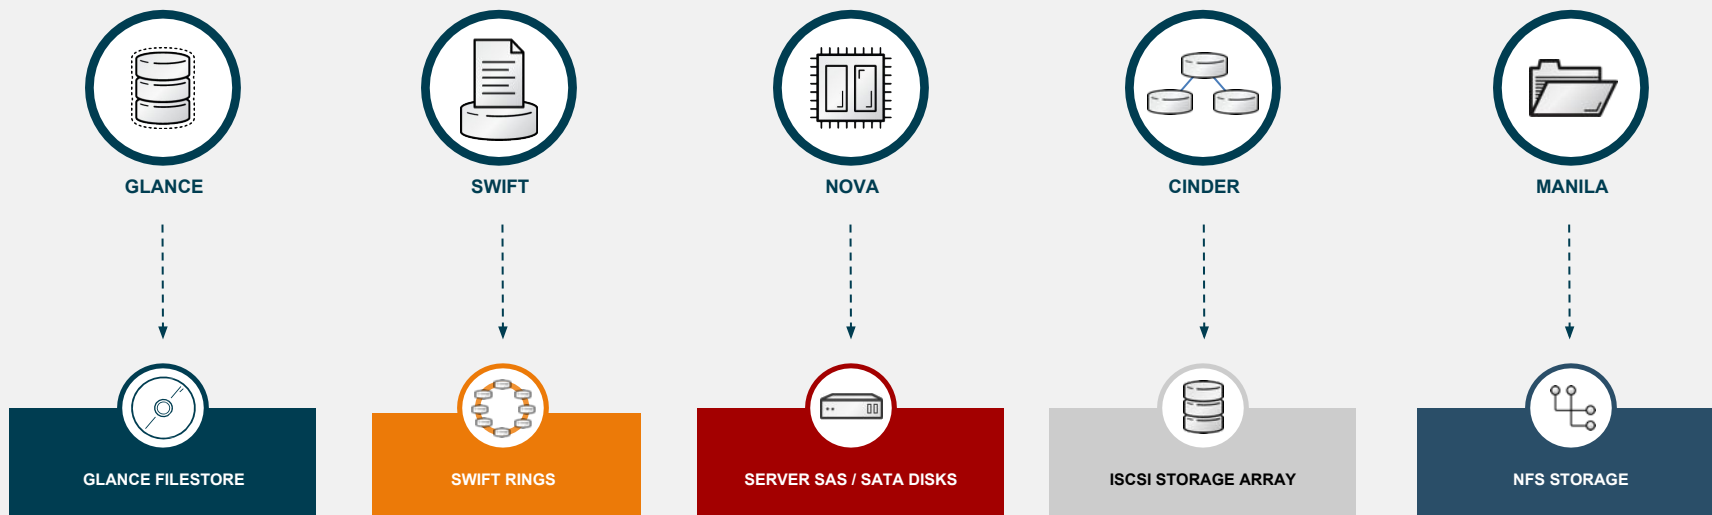 GLANCE
SWIFT
NOVA
CINDER
MANILA
GLANCE FILESTORE
SWIFT RINGS
SERVER SAS / SATA DISKS
ISCSI STORAGE ARRAY
NFS STORAGE